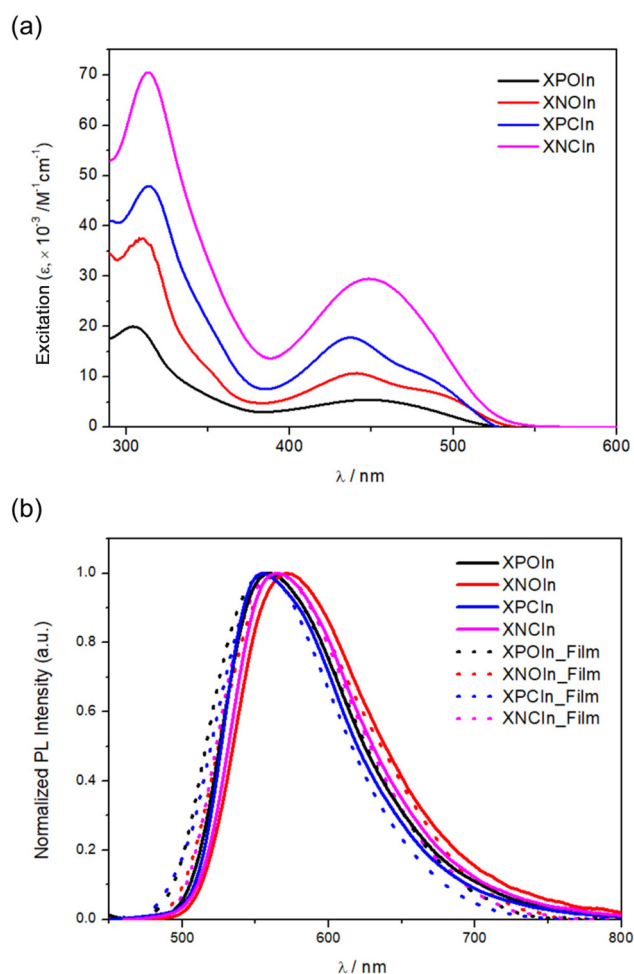 (a)
70
60
50
40
30
20
10
0
Excitation (ε, × 10⁻³ /M⁻¹cm⁻¹)
XPOIn
XNOIn
XPCIn
XNCIn
300 400 500 600
λ / nm
(b)
1.0
0.8
0.6
0.4
0.2
0.0
Normalized PL Intensity (a.u.)
XPOIn
XNOIn
XPCIn
XNCIn
XPOIn_Film
XNOIn_Film
XPCIn_Film
XNCIn_Film
500 600 700 800
λ / nm